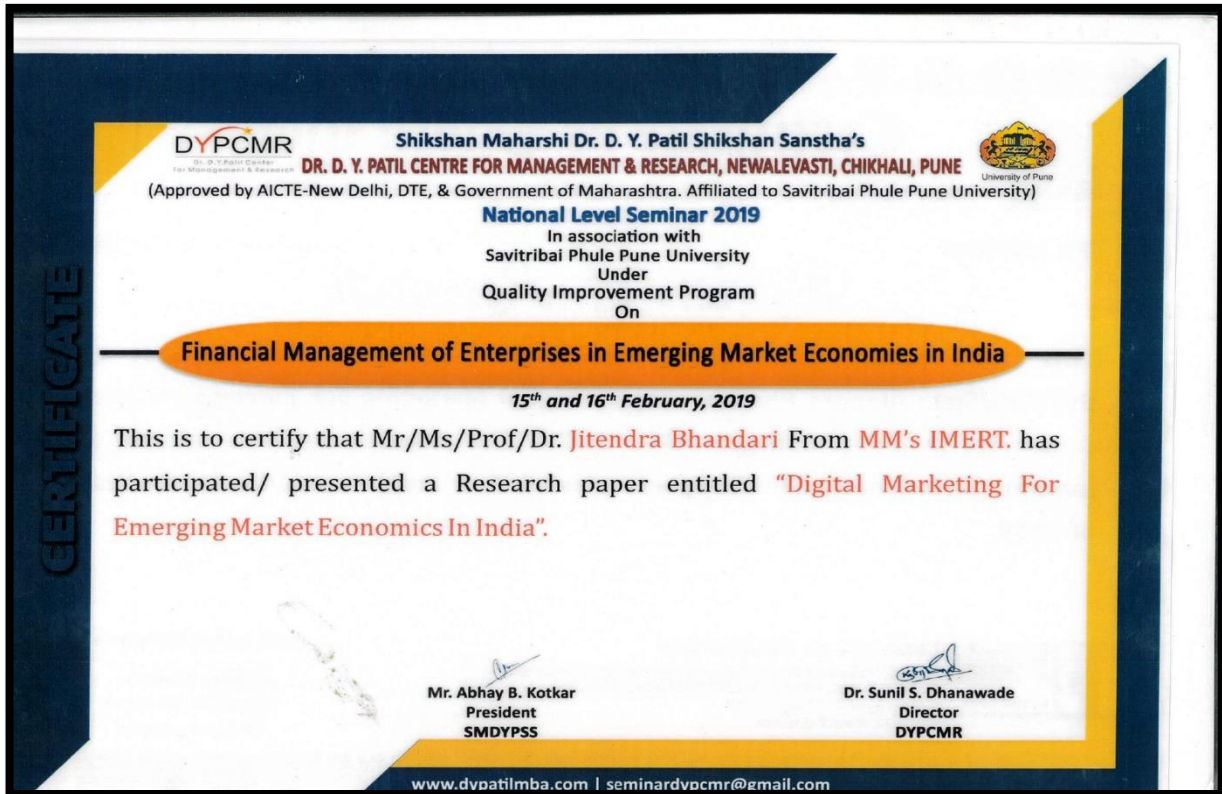 DYPCMR
Dr. D. Y. Patil Center
For Management & Research
Shikshan Maharshi Dr. D. Y. Patil Shikshan Sanstha's
DR. D. Y. PATIL CENTRE FOR MANAGEMENT & RESEARCH, NEWALEVASTI, CHIKHALI, PUNE
University of Pune
(Approved by AICTE-New Delhi, DTE, & Government of Maharashtra. Affiliated to Savitribai Phule Pune University)
National Level Seminar 2019
In association with
Savitribai Phule Pune University
Under
Quality Improvement Program
On
Financial Management of Enterprises in Emerging Market Economies in India
15th and 16th February, 2019
CERTIFICATE
This is to certify that Mr/Ms/Prof/Dr. Jitendra Bhandari From MM's IMERT. has
participated/ presented a Research paper entitled "Digital Marketing For
Emerging Market Economics In India".
Mr. Abhay B. Kotkar
President
SMDYPSS
Dr. Sunil S. Dhanawade
Director
DYPCMR
www.dypatilmba.com | seminardypcmr@gmail.com